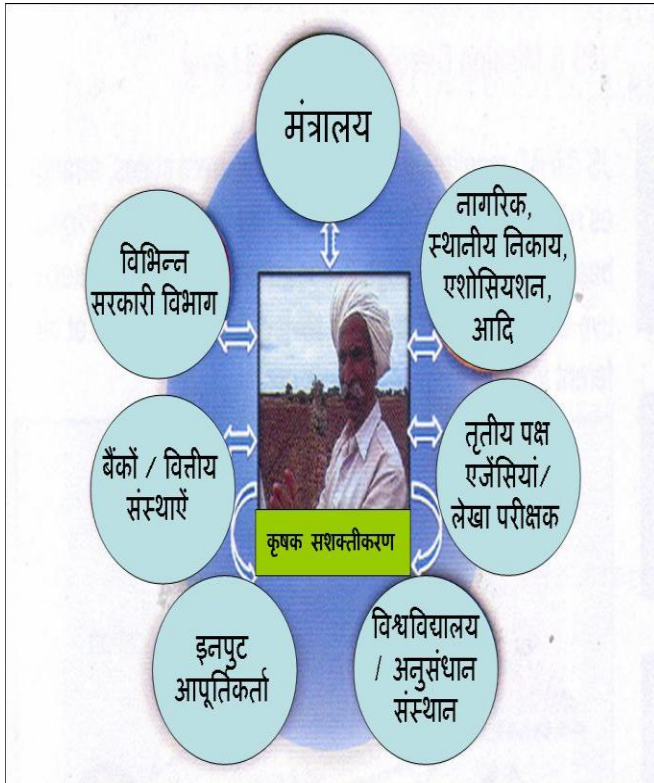 मंत्रालय
विभिन्न
सरकारी विभाग
नागरिक,
स्थानीय निकाय,
एशोसियशन,
आदि
बैंकों / वित्तीय
संस्थाऐं
तृतीय पक्ष
एजेंसियां/
लेखा परीक्षक
कृषक सशक्तीकरण
इनपुट
आपूर्तिकर्ता
विश्वविद्यालय
/ अनुसंधान
संस्थान